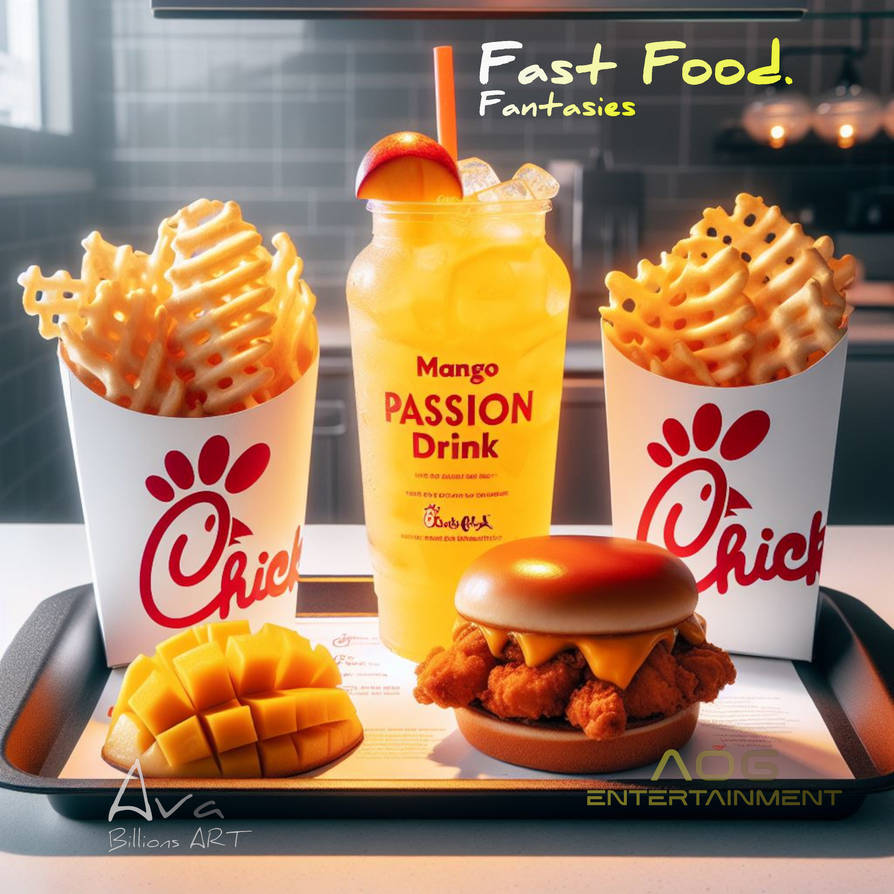 Fast Food.
Fantasies
Mango
PASSION
Drink
Chick
Chick
Ava
Billions ART
AOG
ENTERTAINMENT